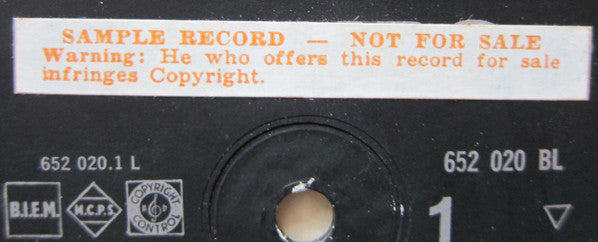 SAMPLE RECORD — NOT FOR SALE
Warning: He who offers this record for sale
infringes Copyright.
652 020.1 L
652 020 BL
B.I.E.M.
M.C.P.S.
COPYRIGHT
CONTROL
1